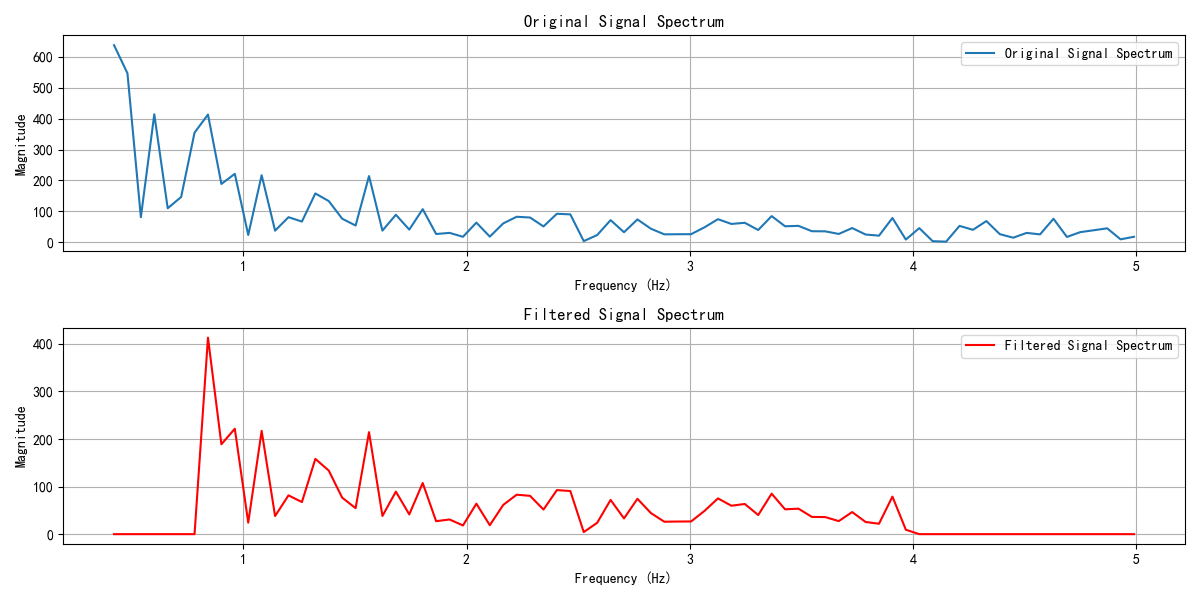 Original Signal Spectrum
Original Signal Spectrum
Magnitude
600
500
400
300
200
100
0
1
2
3
4
5
Frequency (Hz)
Filtered Signal Spectrum
Filtered Signal Spectrum
Magnitude
400
300
200
100
0
1
2
3
4
5
Frequency (Hz)